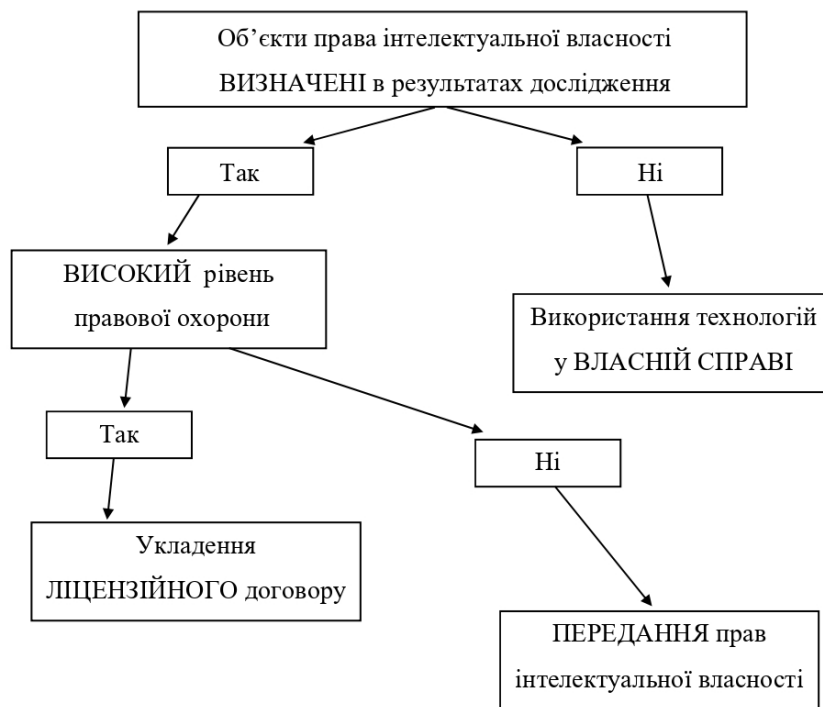 Об’єкти права інтелектуальної власності
ВИЗНАЧЕНІ в результатах дослідження
Так
Ні
ВИСОКИЙ рівень
правової охорони
Використання технологій
у ВЛАСНІЙ СПРАВІ
Так
Ні
Укладення
ЛІЦЕНЗІЙНОГО договору
ПЕРЕДАННЯ прав
інтелектуальної власності